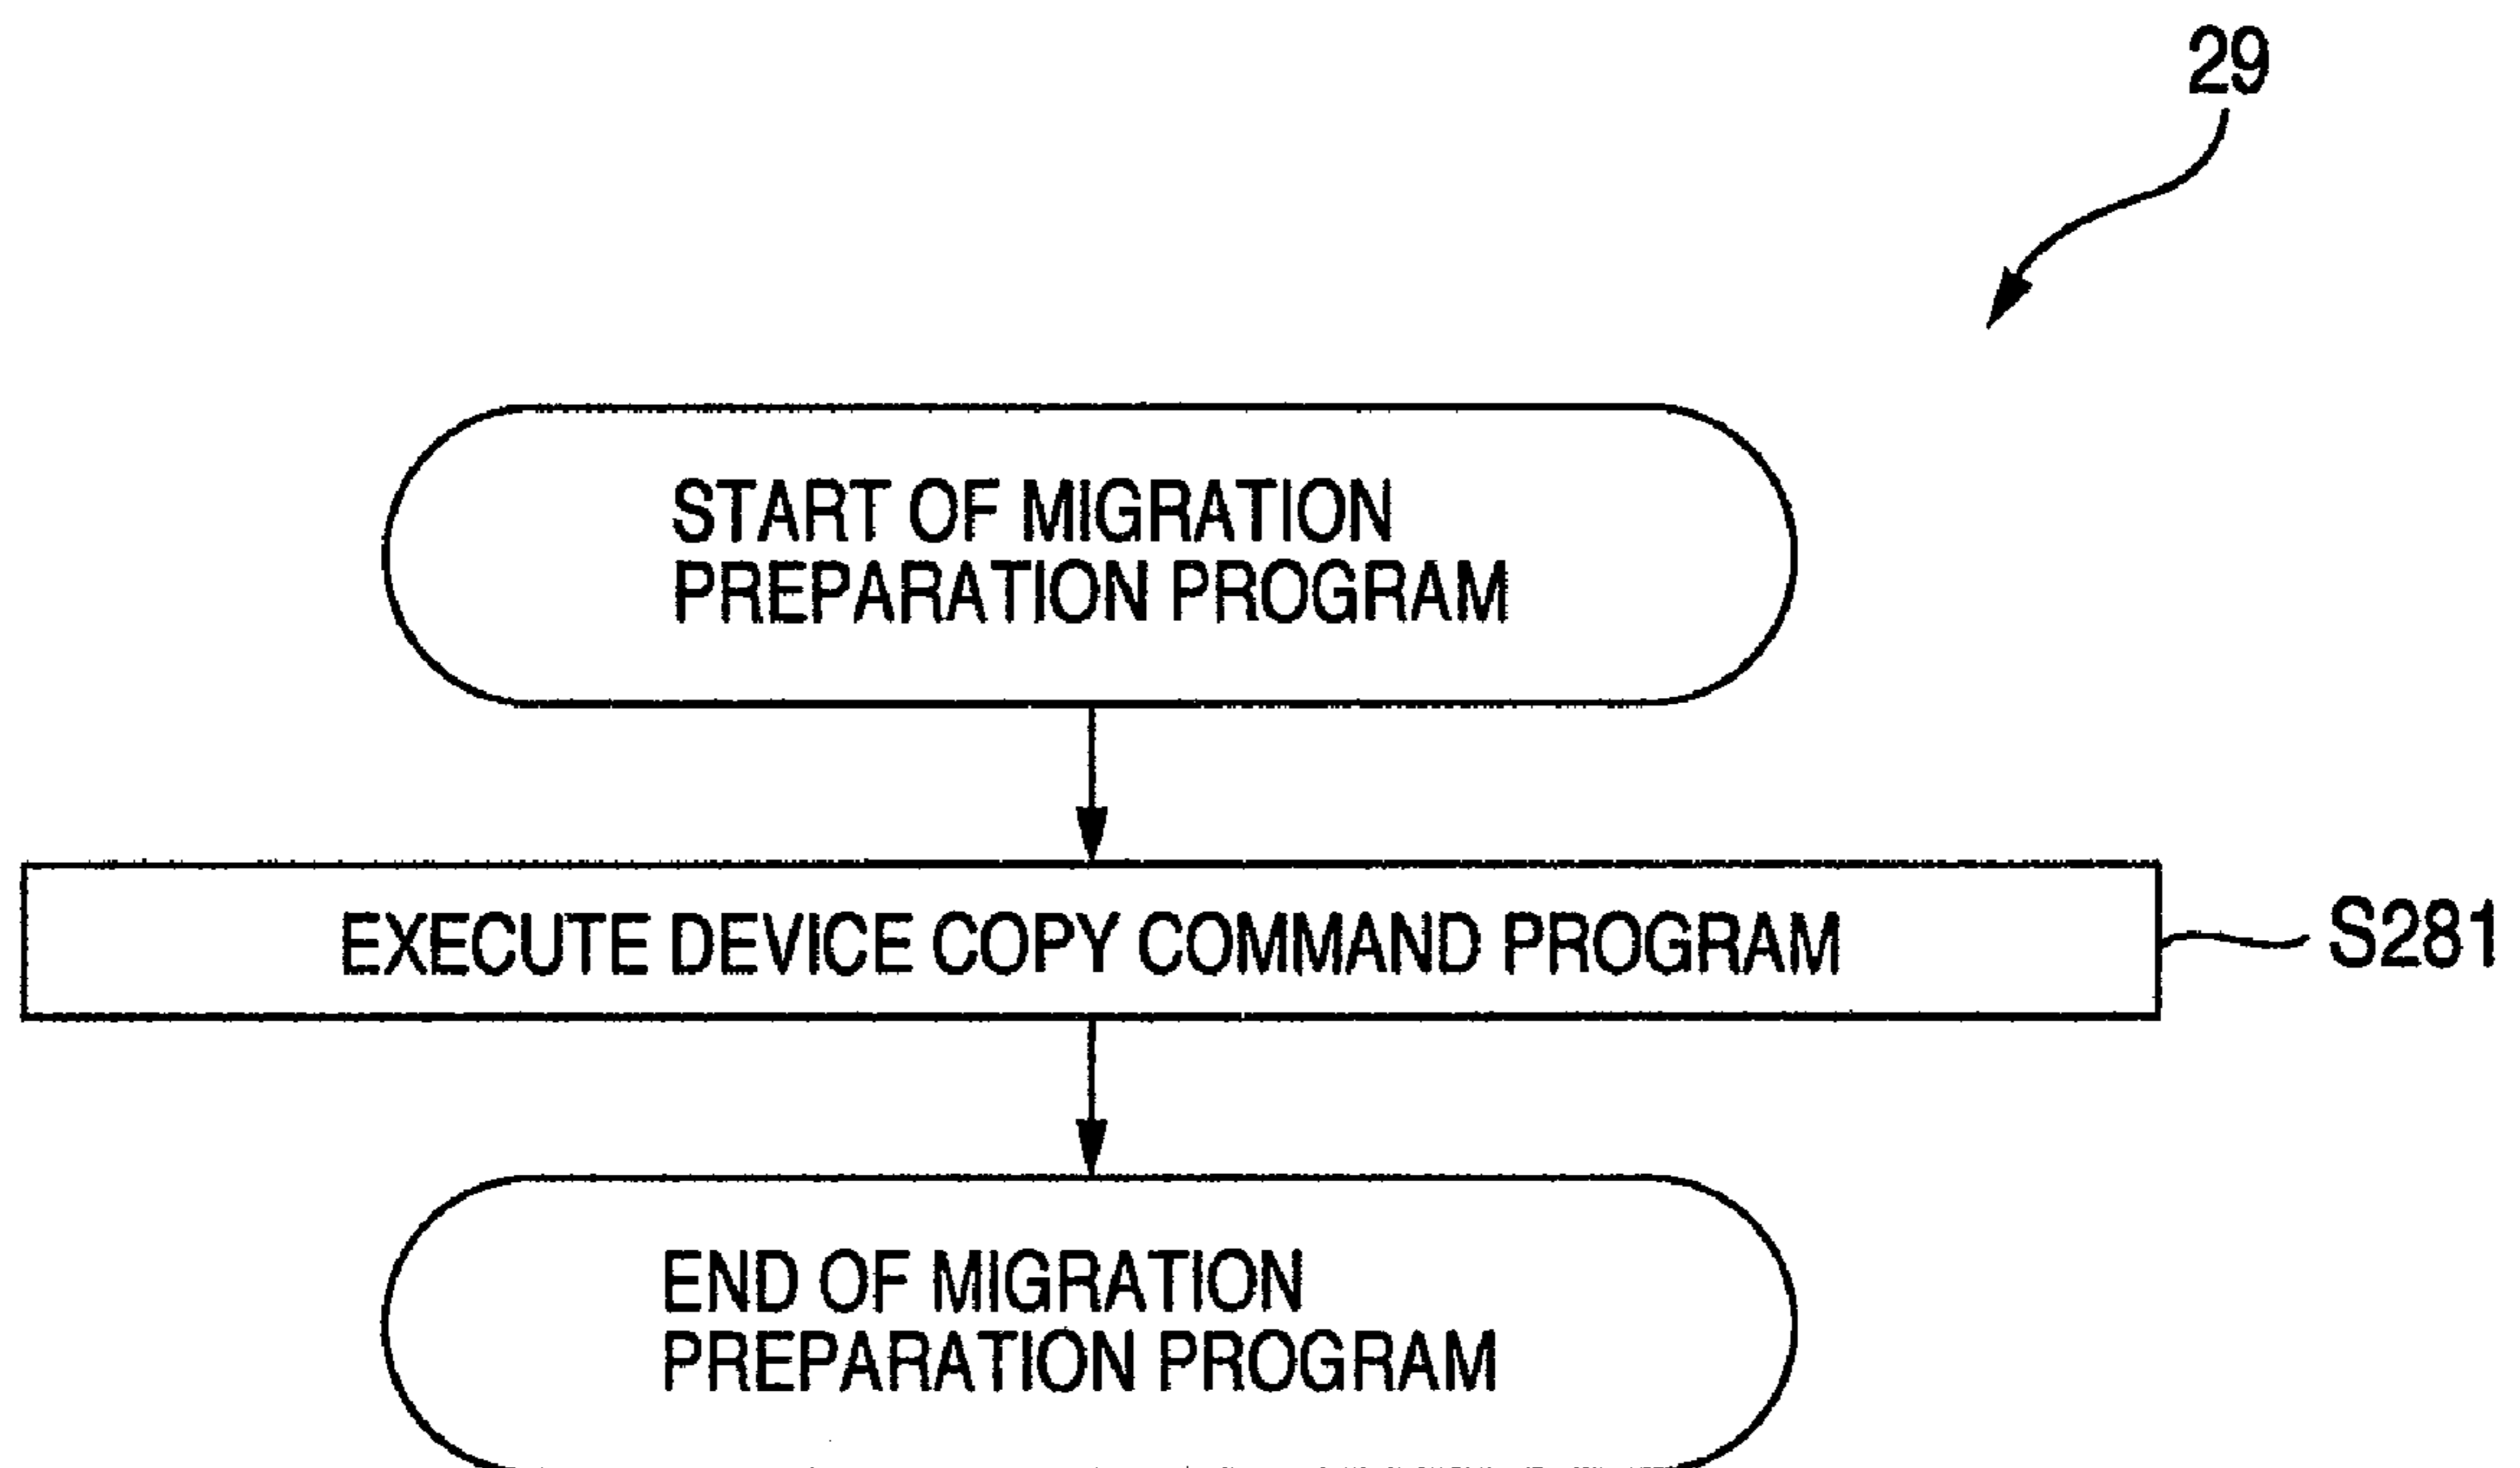 29
START OF MIGRATION
PREPARATION PROGRAM
EXECUTE DEVICE COPY COMMAND PROGRAM
S281
END OF MIGRATION
PREPARATION PROGRAM